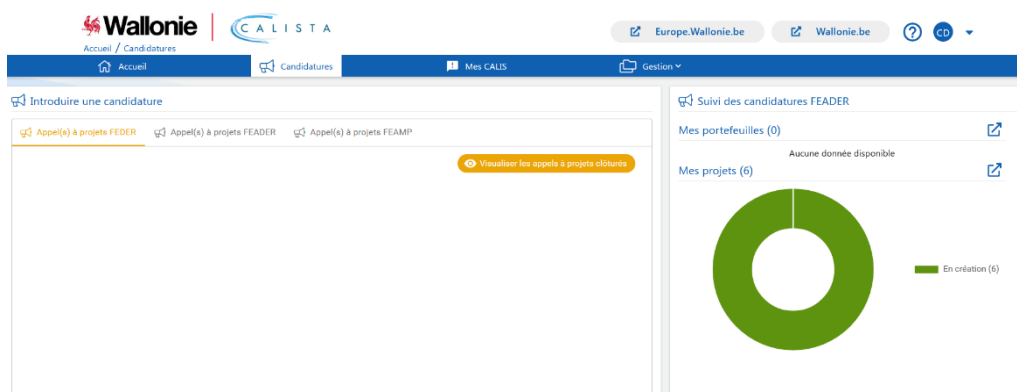 Wallonie
CALISTA
Europe.Wallonie.be
Wallonie.be
?
CD
Accueil / Candidatures
Accueil
Candidatures
Mes CALIS
Gestion
Introduire une candidature
Appel(s) à projets FEDER
Appel(s) à projets FEADER
Appel(s) à projets FEAMP
Visualiser les appels à projets clôturés
Suivi des candidatures FEADER
Mes portefeuilles (0)
Aucune donnée disponible
Mes projets (6)
En création (6)